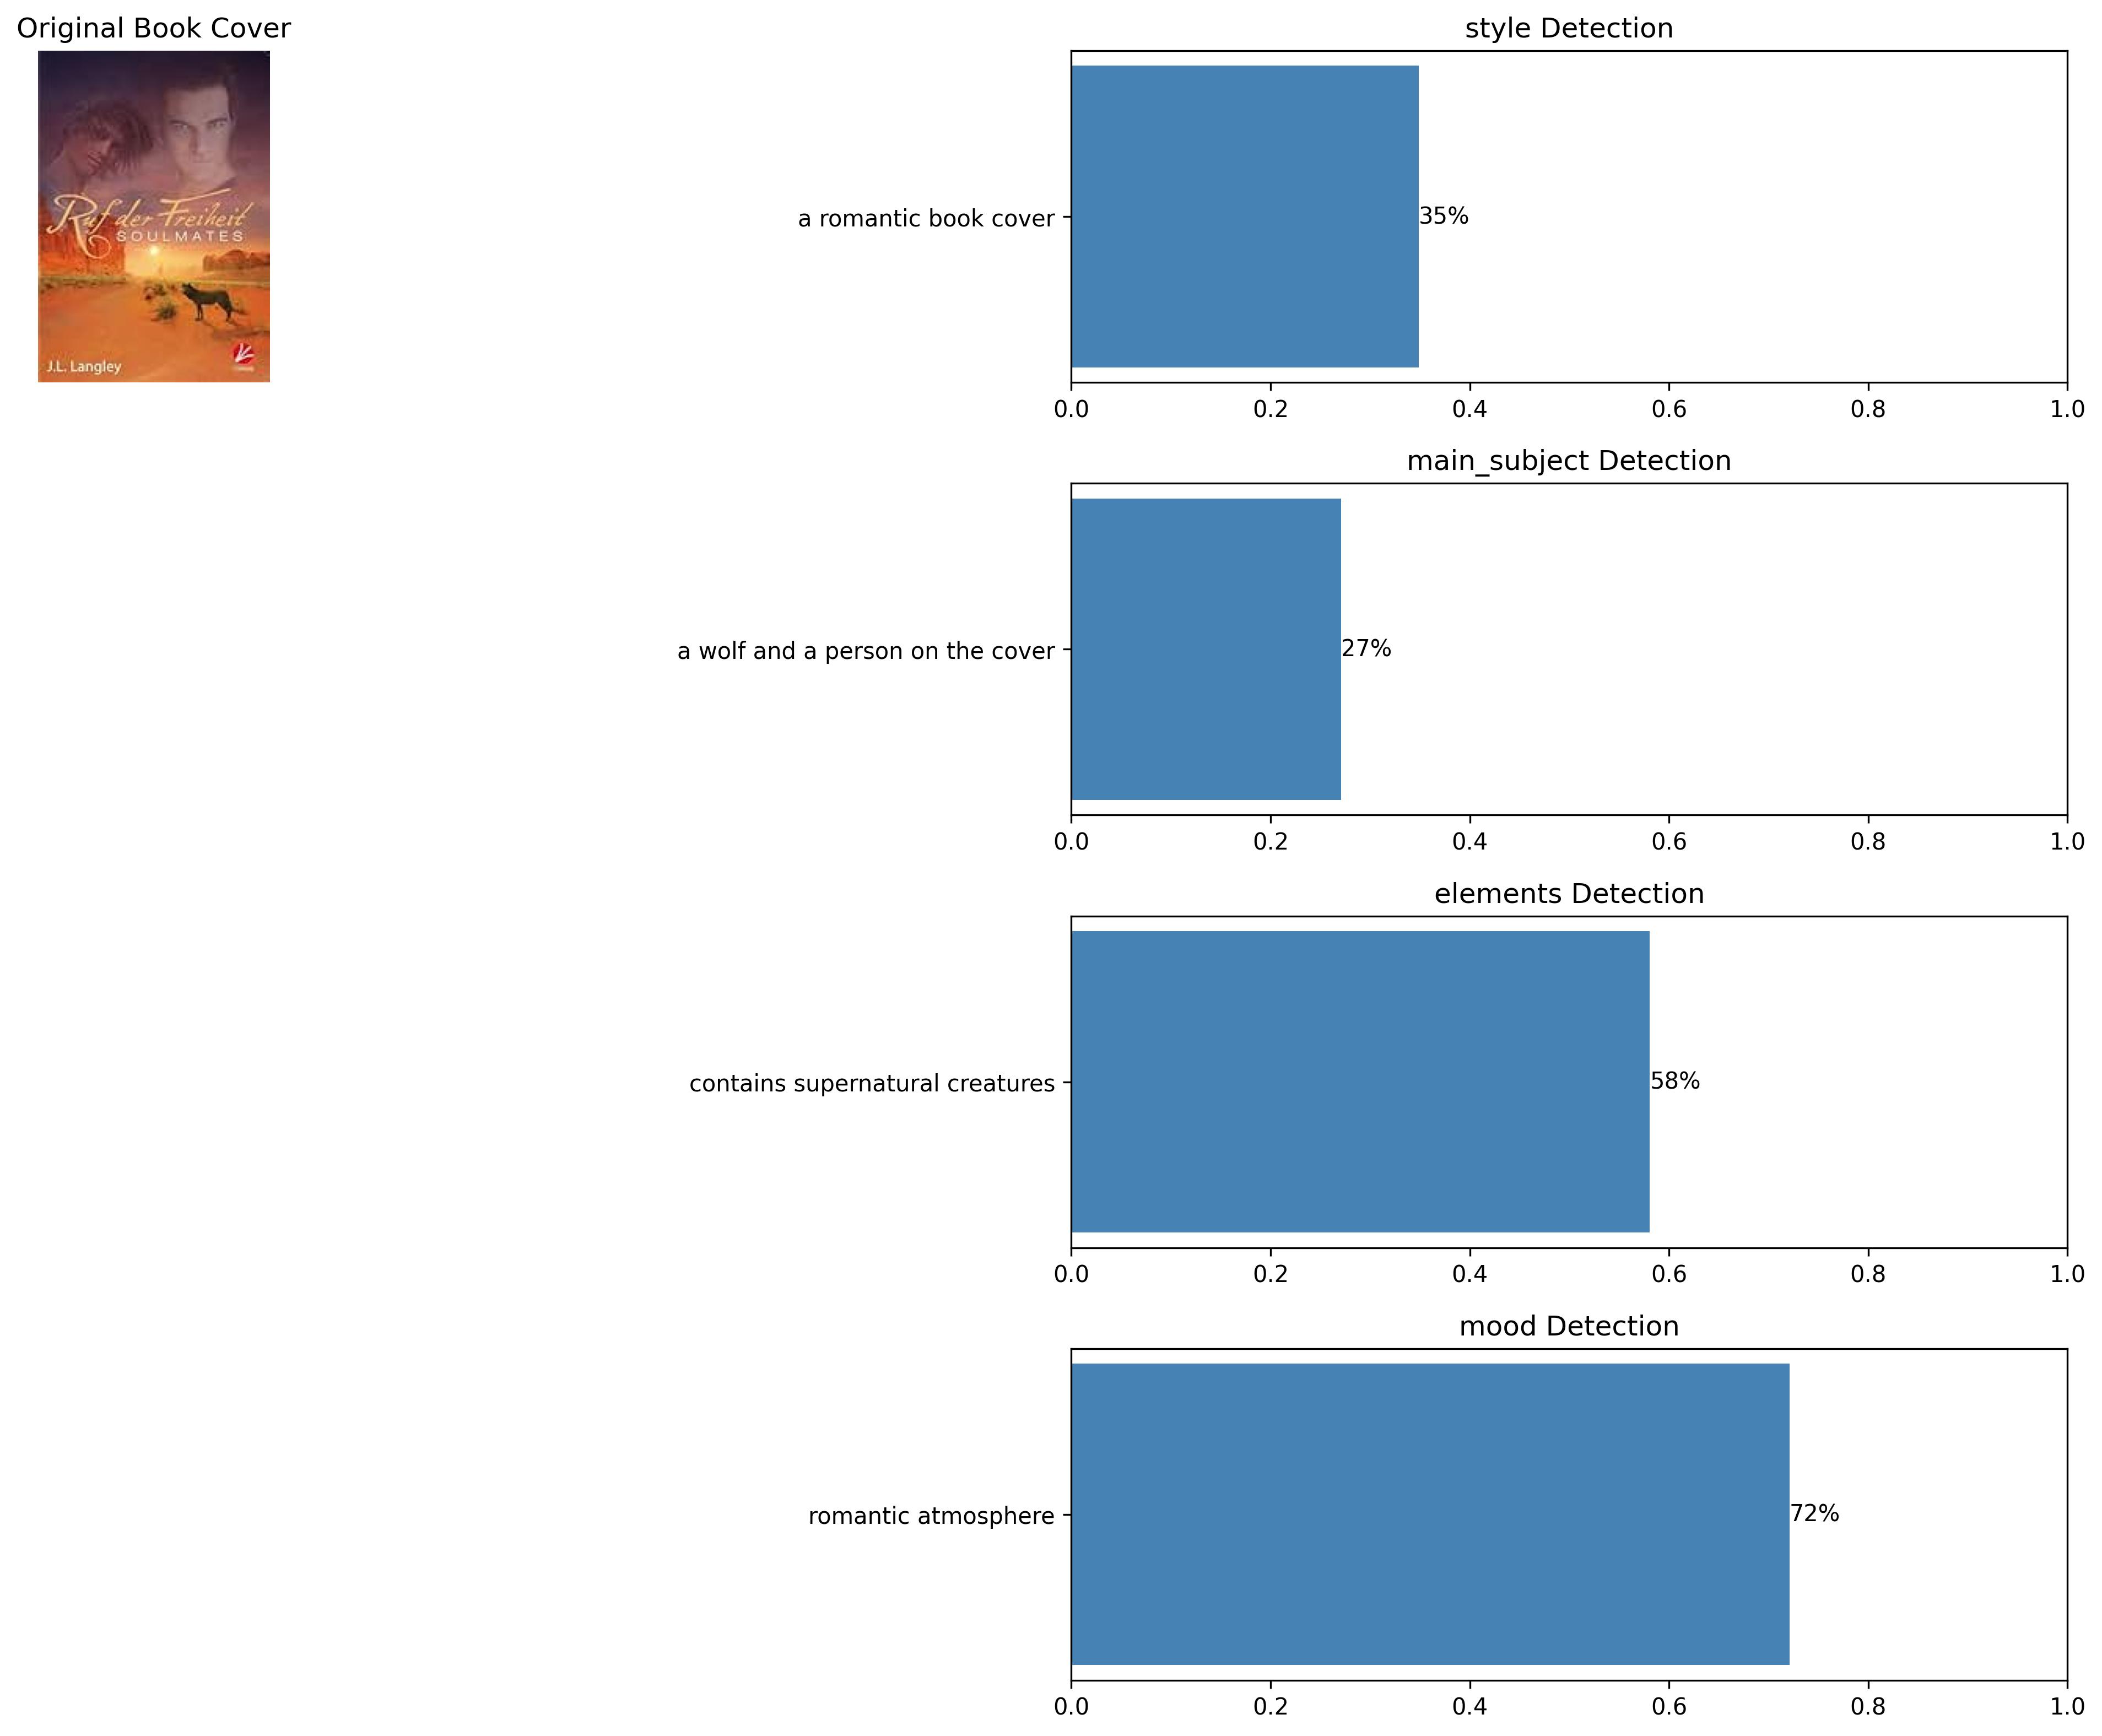 Original Book Cover
Ruf der Freiheit
SOULMATES
J.L. Langley
style Detection
a romantic book cover
35%
0.0 0.2 0.4 0.6 0.8 1.0
main_subject Detection
a wolf and a person on the cover
27%
0.0 0.2 0.4 0.6 0.8 1.0
elements Detection
contains supernatural creatures
58%
0.0 0.2 0.4 0.6 0.8 1.0
mood Detection
romantic atmosphere
72%
0.0 0.2 0.4 0.6 0.8 1.0